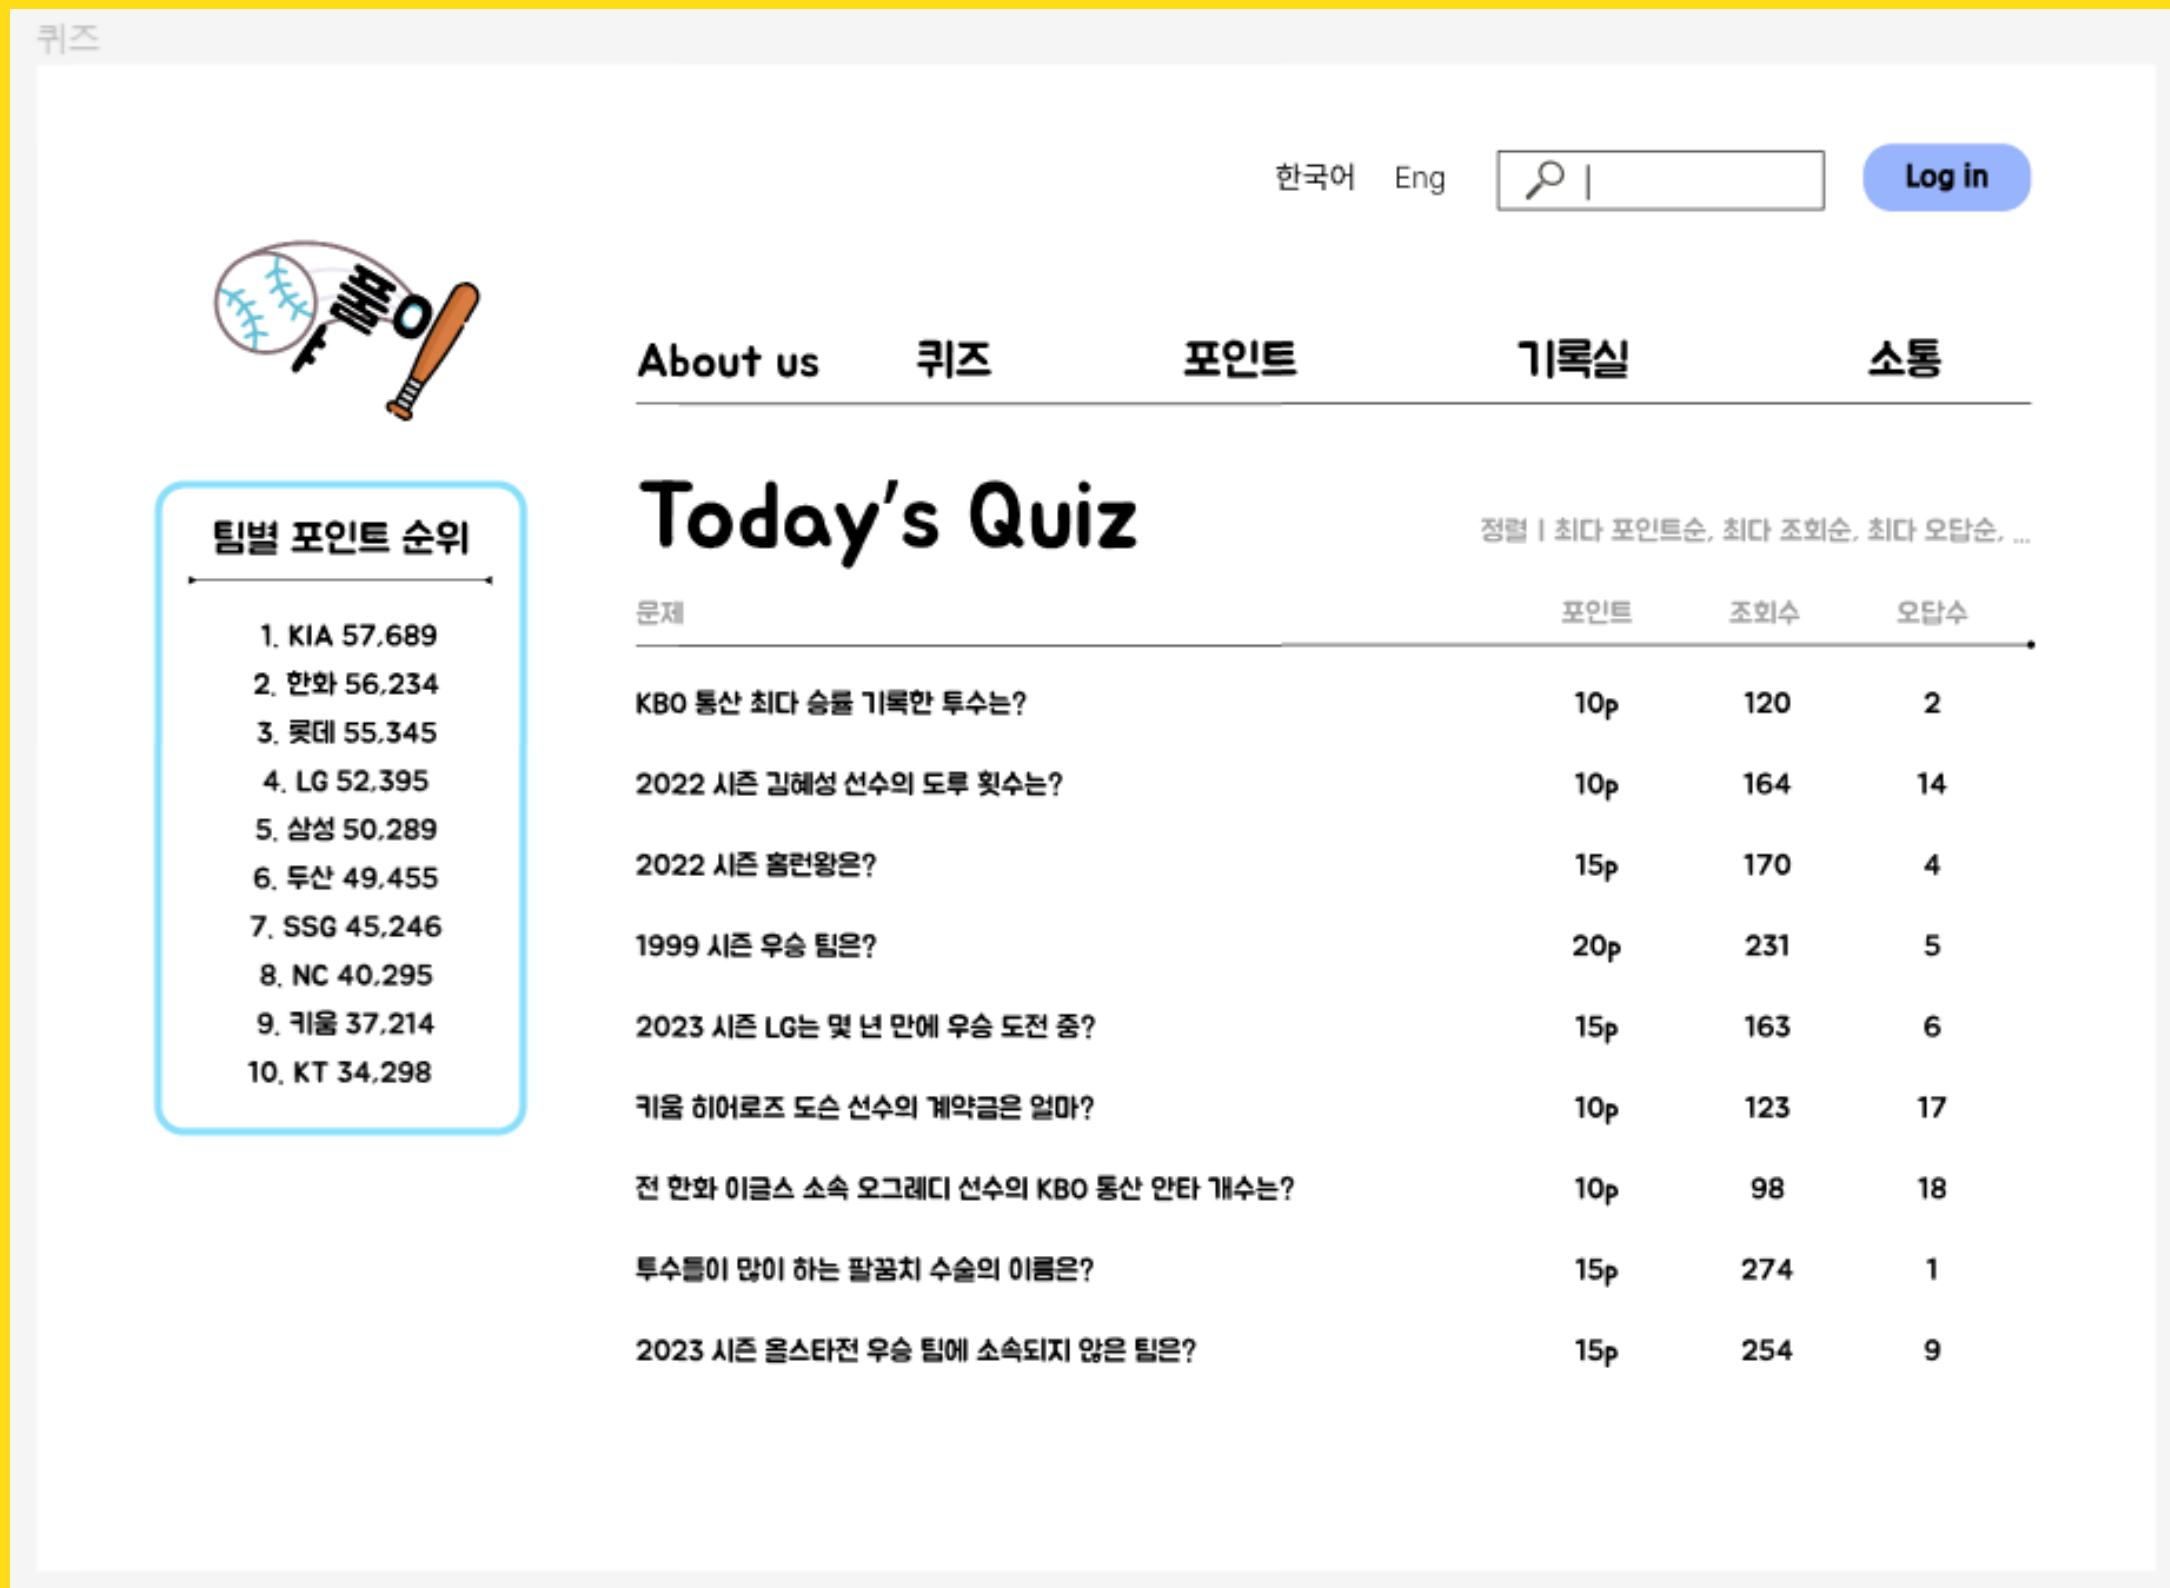 퀴즈
한국어 Eng Log in
풀이
About us 퀴즈 포인트 기록실 소통
팀별 포인트 순위
1. KIA 57,689
2. 한화 56,234
3. 롯데 55,345
4. LG 52,395
5. 삼성 50,289
6. 두산 49,455
7. SSG 45,246
8. NC 40,295
9. 키움 37,214
10. KT 34,298
Today's Quiz
정렬 | 최다 포인트순, 최다 조회순, 최다 오답순, ...
문제 포인트 조회수 오답수
KBO 통산 최다 승률 기록한 투수는? 10p 120 2
2022 시즌 김혜성 선수의 도루 횟수는? 10p 164 14
2022 시즌 홈런왕은? 15p 170 4
1999 시즌 우승 팀은? 20p 231 5
2023 시즌 LG는 몇 년 만에 우승 도전 중? 15p 163 6
키움 히어로즈 도슨 선수의 계약금은 얼마? 10p 123 17
전 한화 이글스 소속 오그레디 선수의 KBO 통산 안타 개수는? 10p 98 18
투수들이 많이 하는 팔꿈치 수술의 이름은? 15p 274 1
2023 시즌 올스타전 우승 팀에 소속되지 않은 팀은? 15p 254 9